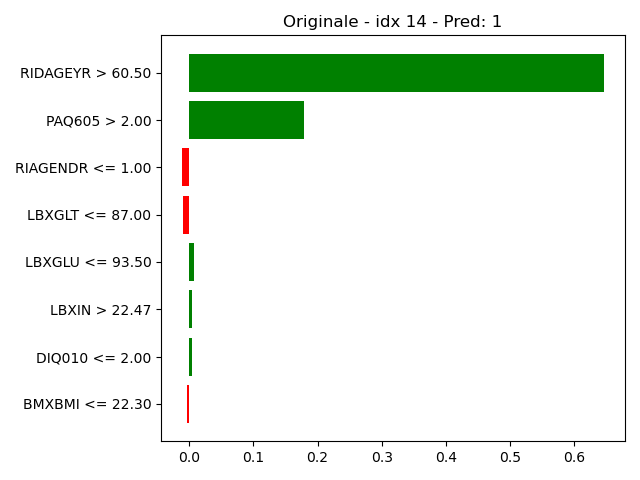 Originale - idx 14 - Pred: 1
RIDAGEYR > 60.50
PAQ605 > 2.00
RIAGENDR <= 1.00
LBXGLT <= 87.00
LBXGLU <= 93.50
LBXIN > 22.47
DIQ010 <= 2.00
BMXBMI <= 22.30
0.0 0.1 0.2 0.3 0.4 0.5 0.6